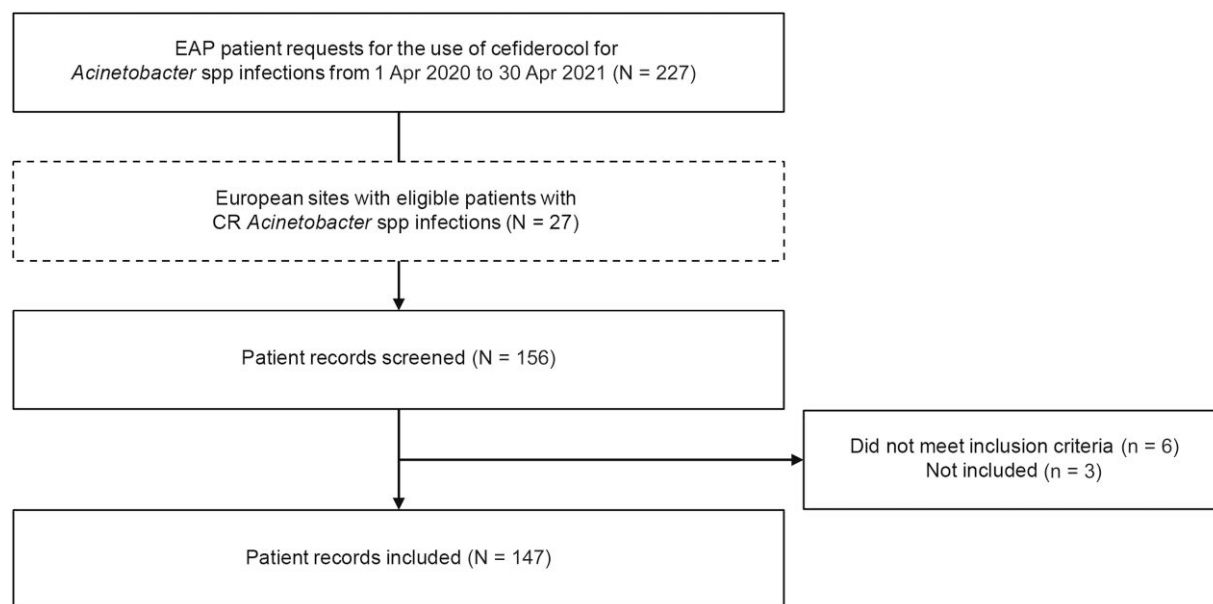 EAP patient requests for the use of cefiderocol for
Acinetobacter spp infections from 1 Apr 2020 to 30 Apr 2021 (N = 227)
European sites with eligible patients with
CR Acinetobacter spp infections (N = 27)
Patient records screened (N = 156)
Did not meet inclusion criteria (n = 6)
Not included (n = 3)
Patient records included (N = 147)